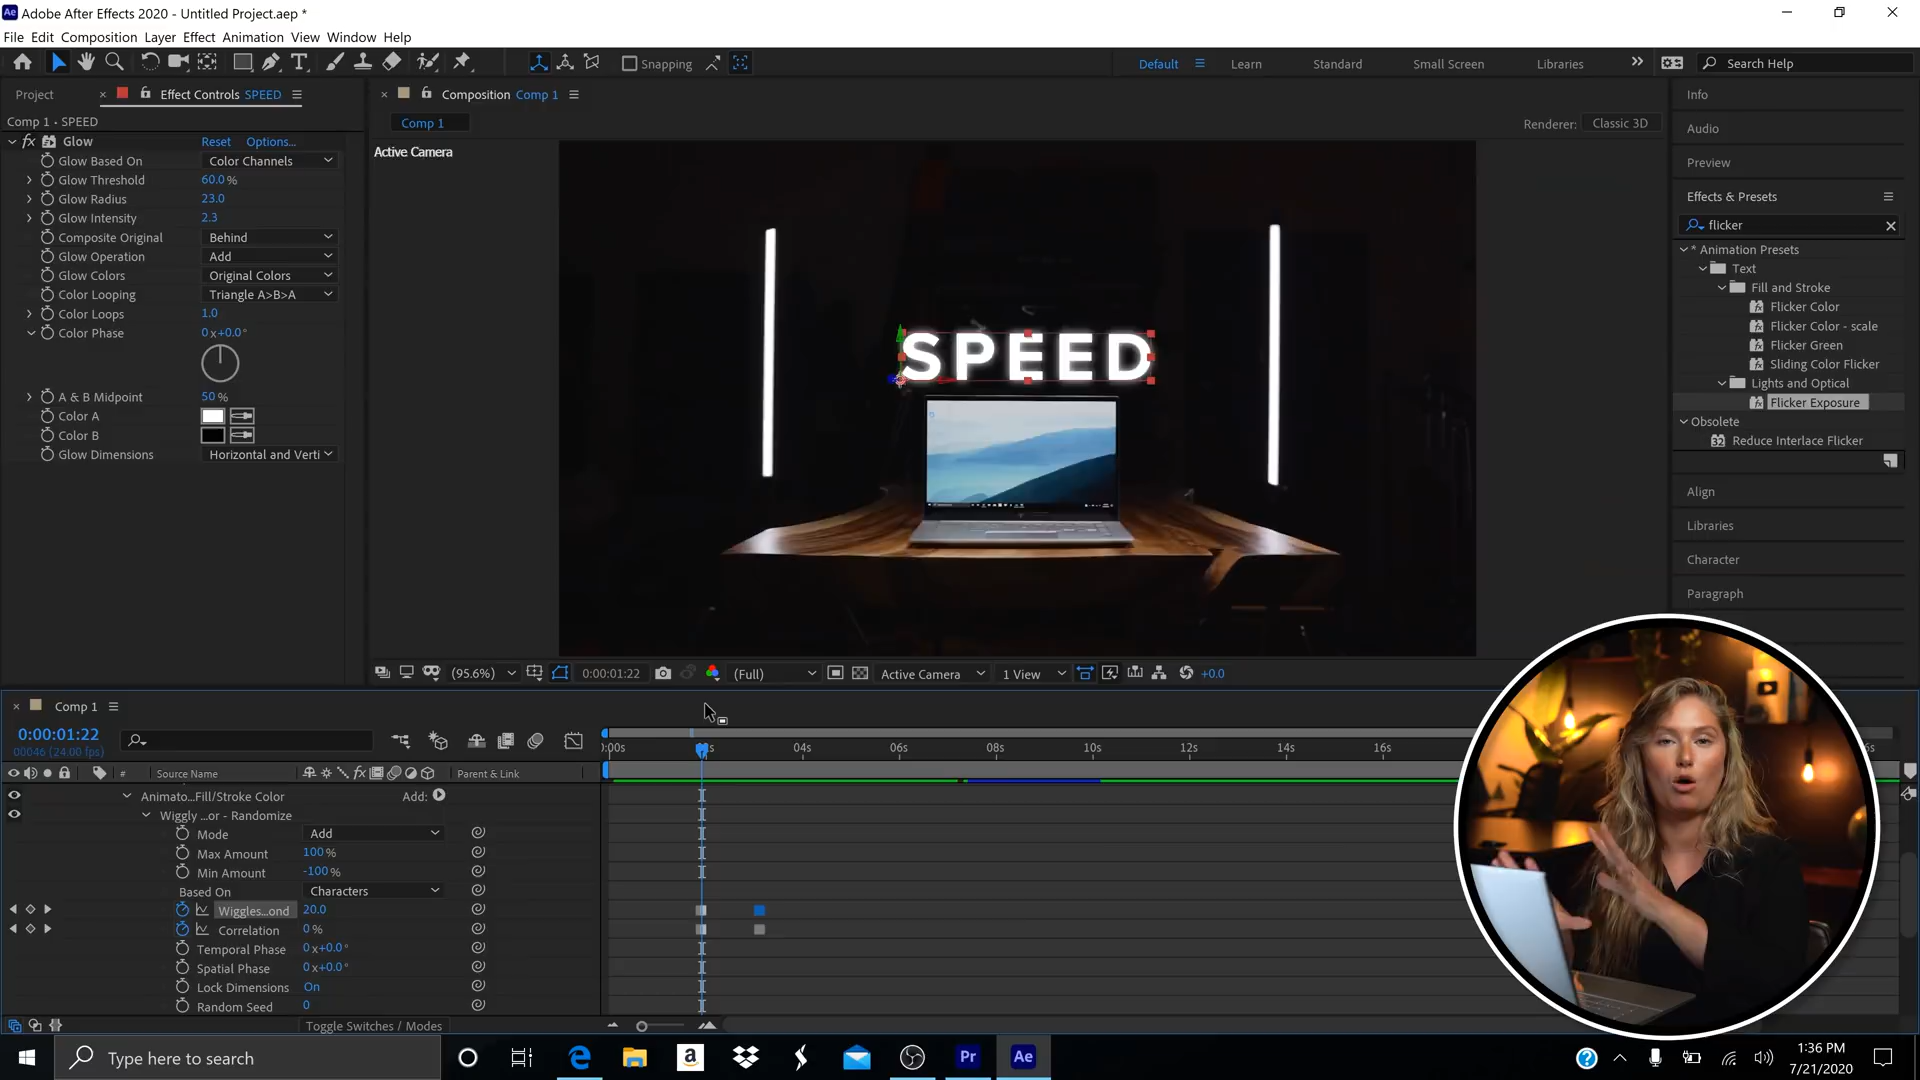 Adobe After Effects 2020 - Untitled Project.aep *
File Edit Composition Layer Effect Animation View Window Help
Snapping
Default
Learn
Standard
Small Screen
Libraries
Search Help
Project
Effect Controls SPEED
Comp 1 • SPEED
fx Glow Reset Options...
Glow Based On Color Channels
Glow Threshold 60.0 %
Glow Radius 23.0
Glow Intensity 2.3
Composite Original Behind
Glow Operation Add
Glow Colors Original Colors
Color Looping Triangle A>B>A
Color Loops 1.0
Color Phase 0 x+0.0°
A & B Midpoint 50 %
Color A
Color B
Glow Dimensions Horizontal and Verti
Composition Comp 1
Comp 1
Renderer: Classic 3D
Active Camera
SPEED
(95.6%) 0:00:01:22 (Full) Active Camera 1 View +0.0
Info
Audio
Preview
Effects & Presets
flicker
* Animation Presets
Text
Fill and Stroke
Flicker Color
Flicker Color - scale
Flicker Green
Sliding Color Flicker
Lights and Optical
Flicker Exposure
Obsolete
Reduce Interlace Flicker
Align
Libraries
Character
Paragraph
Comp 1
0:00:01:22
00046 (24.00 fps)
04s 06s 08s 10s 12s 14s 16s
# Source Name fx Parent & Link
Animato...Fill/Stroke Color Add:
Wiggly ...or - Randomize
Mode Add
Max Amount 100 %
Min Amount -100 %
Based On Characters
Wiggles...ond 20.0
Correlation 0 %
Temporal Phase 0 x+0.0°
Spatial Phase 0 x+0.0°
Lock Dimensions On
Random Seed 0
Toggle Switches / Modes
Type here to search
Pr
Ae
1:36 PM
7/21/2020